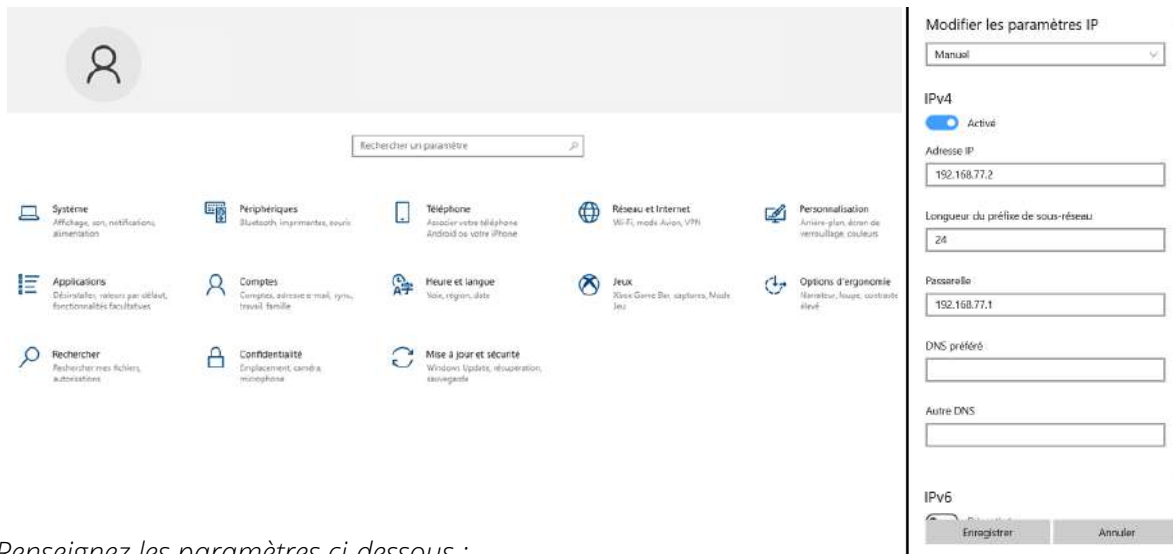 Rechercher un paramètre
Système
Affichage, son, notifications,
alimentation
Périphériques
Bluetooth, imprimantes, souris
Téléphone
Associer votre téléphone
Android ou votre iPhone
Réseau et Internet
Wi-Fi, mode Avion, VPN
Personnalisation
Arrière-plan, écran de
verrouillage, couleurs
Applications
Désinstaller, valeurs par défaut,
fonctionnalités facultatives
Comptes
Comptes, adresse e-mail, sync,
travail, famille
Heure et langue
Voix, région, date
Jeux
Xbox Game Bar, captures, Mode
Jeu
Options d'ergonomie
Narrateur, loupe, contraste
élevé
Rechercher
Rechercher mes fichiers,
autorisations
Confidentialité
Emplacement, caméra,
microphone
Mise à jour et sécurité
Windows Update, récupération,
sauvegarde
Modifier les paramètres IP
Manuel
IPv4
Activé
Adresse IP
192.168.77.2
Longueur du préfixe de sous-réseau
24
Passerelle
192.168.77.1
DNS préféré
Autre DNS
IPv6
Enregistrer
Annuler
Renseignez les paramètres ci-dessous :